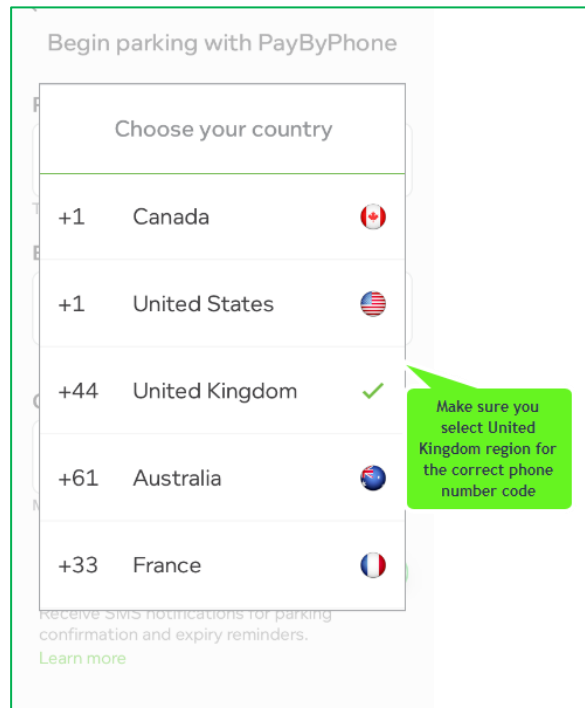 Begin parking with PayByPhone
Choose your country
+1 Canada
+1 United States
+44 United Kingdom
+61 Australia
+33 France
Make sure you
select United
Kingdom region for
the correct phone
number code
Receive SMS notifications for parking
confirmation and expiry reminders.
Learn more